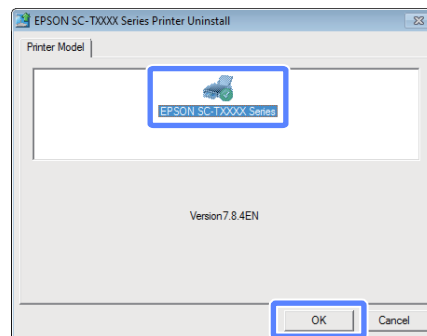 EPSON SC-TXXXX Series Printer Uninstall
Printer Model
EPSON SC-TXXXX Series
Version7.8.4EN
OK
Cancel